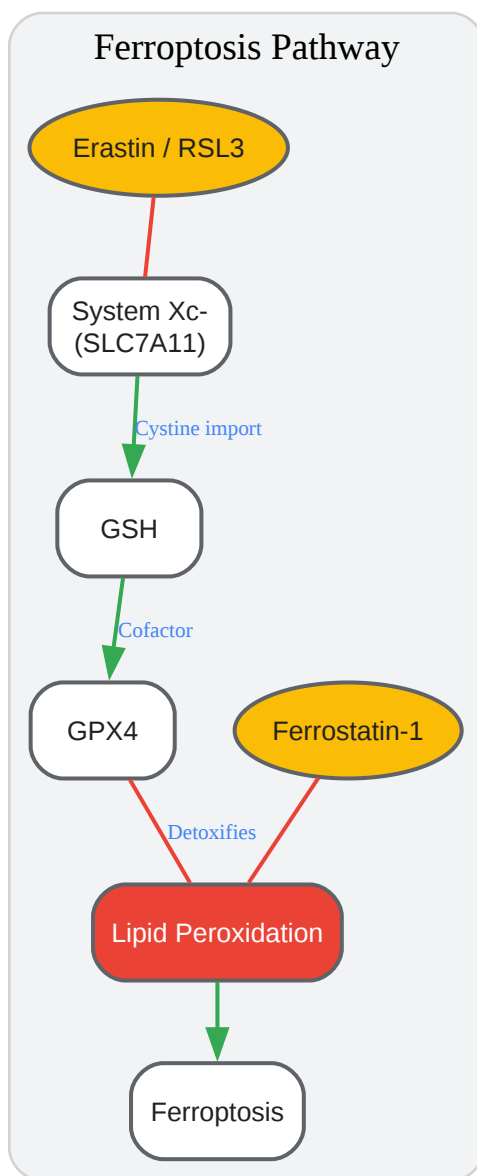 Ferroptosis Pathway
Erastin / RSL3
System Xc-
(SLC7A11)
Cystine import
GSH
Cofactor
GPX4
Ferrostatin-1
Detoxifies
Lipid Peroxidation
Ferroptosis